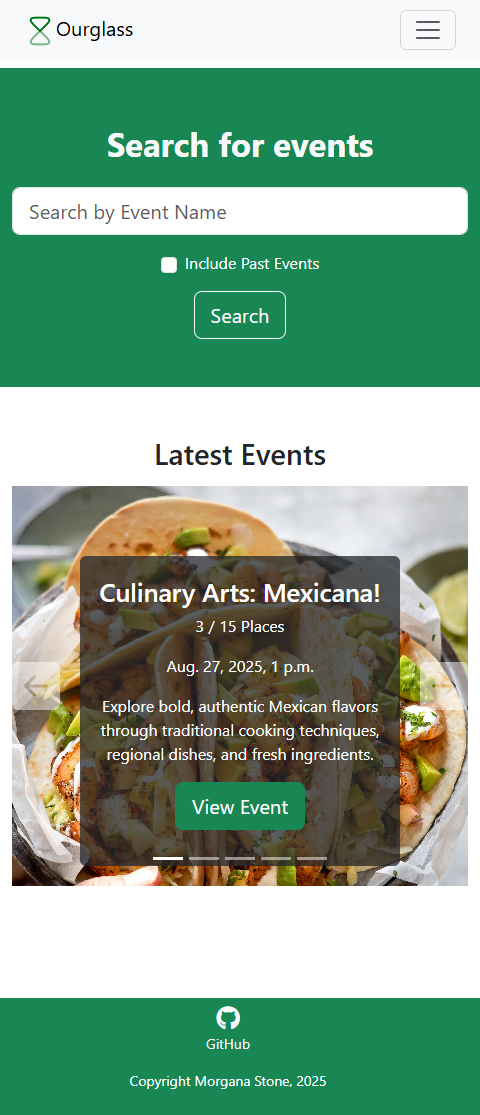 Ourglass
Search for events
Search by Event Name
Include Past Events
Search
Latest Events
Culinary Arts: Mexicana!
3 / 15 Places
Aug. 27, 2025, 1 p.m.
Explore bold, authentic Mexican flavors
through traditional cooking techniques,
regional dishes, and fresh ingredients.
View Event
GitHub
Copyright Morgana Stone, 2025